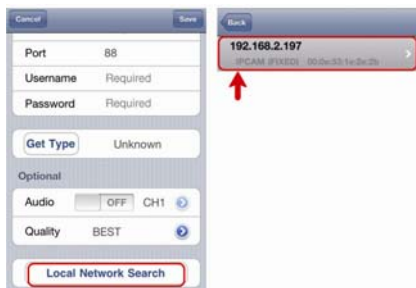 Cancel
Save
Port 88
Username Required
Password Required
Get Type Unknown
Optional
Audio OFF CH1
Quality BEST
Local Network Search
Back
192.168.2.197
IPCAM (FIXED)